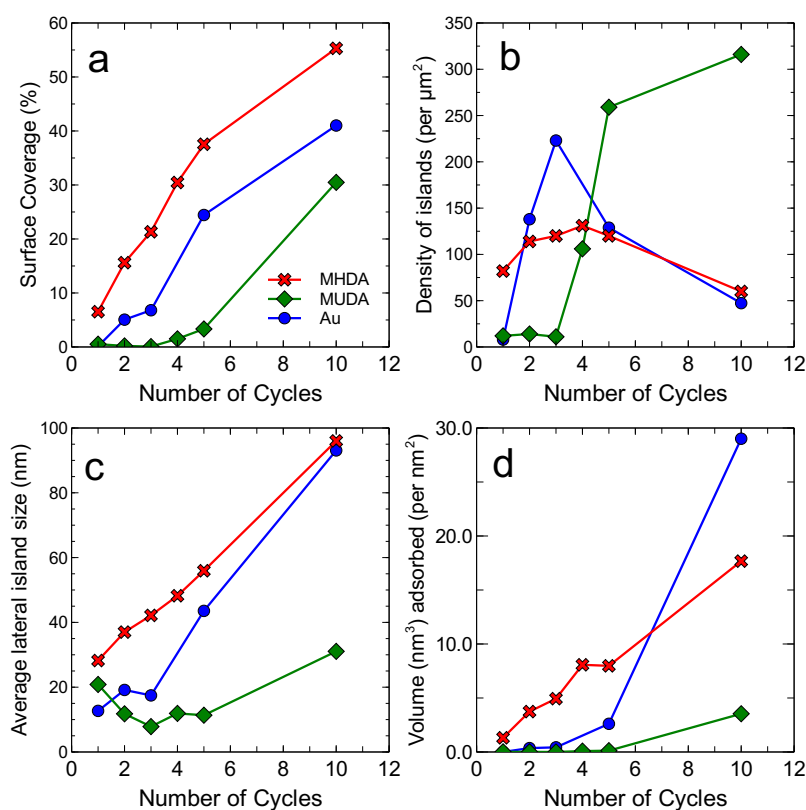 a
60
50
40
30
20
10
0
Surface Coverage (%)
MHDA
MUDA
Au
0 2 4 6 8 10 12
Number of Cycles
b
350
300
250
200
150
100
50
0
Density of islands (per µm²)
0 2 4 6 8 10 12
Number of Cycles
c
100
80
60
40
20
0
Average lateral island size (nm)
0 2 4 6 8 10 12
Number of Cycles
d
30.0
20.0
10.0
0.0
Volume (nm³) adsorbed (per nm²)
0 2 4 6 8 10 12
Number of Cycles